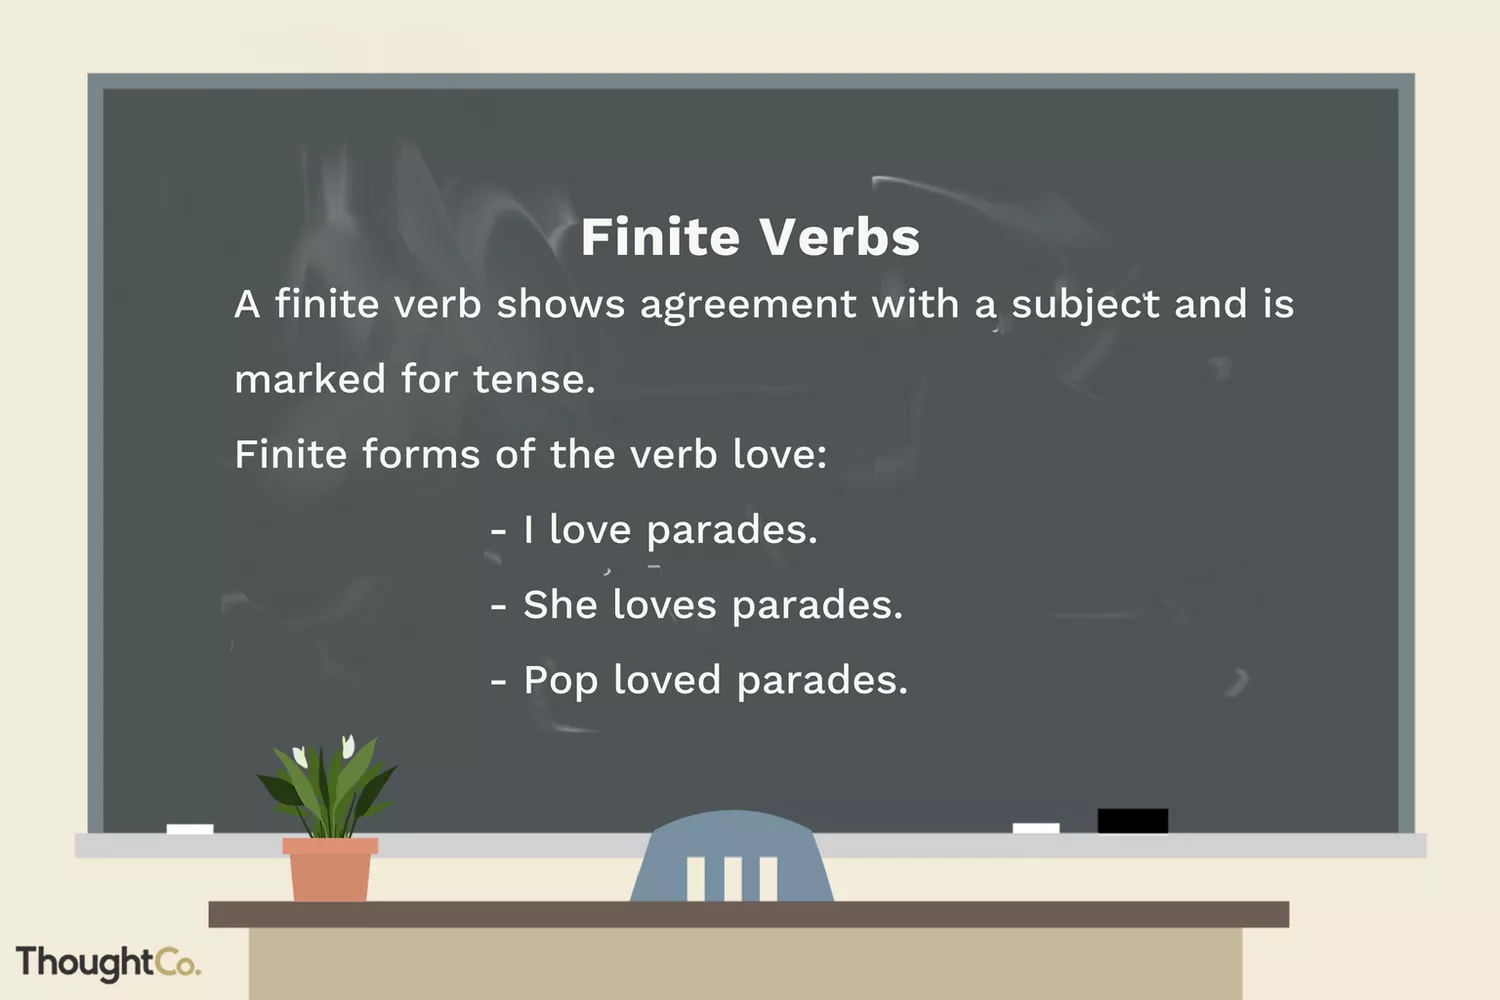 Finite Verbs
A finite verb shows agreement with a subject and is
marked for tense.
Finite forms of the verb love:
- I love parades.
- She loves parades.
- Pop loved parades.
ThoughtCo.